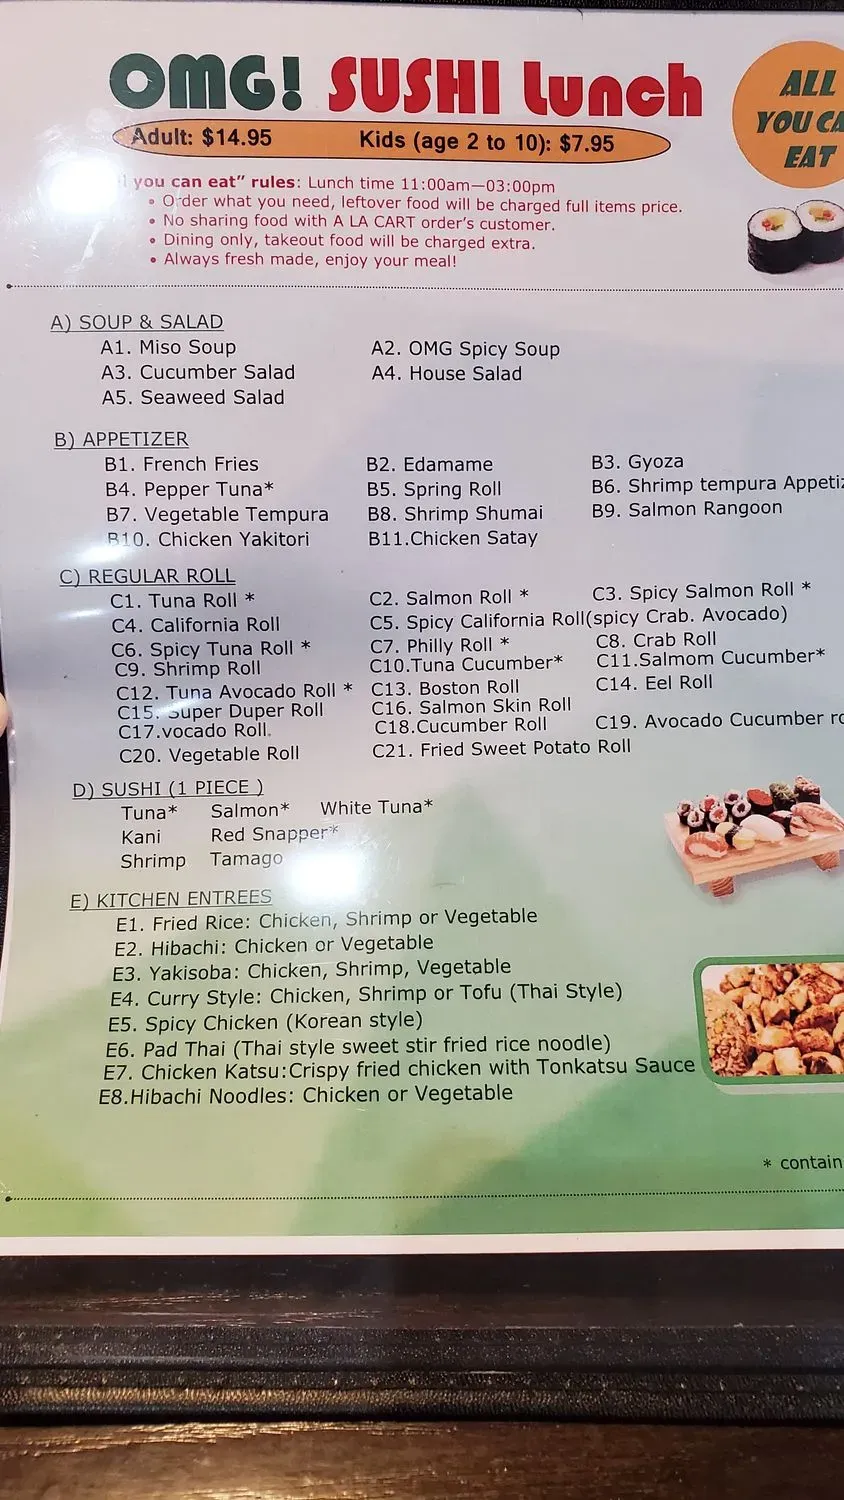 OMG! SUSHI Lunch
ALL
YOU CA
EAT
Adult: $14.95 Kids (age 2 to 10): $7.95
you can eat" rules: Lunch time 11:00am—03:00pm
• Order what you need, leftover food will be charged full items price.
• No sharing food with A LA CART order's customer.
• Dining only, takeout food will be charged extra.
• Always fresh made, enjoy your meal!
A) SOUP & SALAD
A1. Miso Soup A2. OMG Spicy Soup
A3. Cucumber Salad A4. House Salad
A5. Seaweed Salad
B) APPETIZER
B1. French Fries B2. Edamame B3. Gyoza
B4. Pepper Tuna* B5. Spring Roll B6. Shrimp tempura Appetiz
B7. Vegetable Tempura B8. Shrimp Shumai B9. Salmon Rangoon
B10. Chicken Yakitori B11.Chicken Satay
C) REGULAR ROLL
C1. Tuna Roll * C2. Salmon Roll * C3. Spicy Salmon Roll *
C4. California Roll C5. Spicy California Roll(spicy Crab. Avocado)
C6. Spicy Tuna Roll * C7. Philly Roll * C8. Crab Roll
C9. Shrimp Roll C10.Tuna Cucumber* C11.Salmom Cucumber*
C12. Tuna Avocado Roll * C13. Boston Roll C14. Eel Roll
C15. Super Duper Roll C16. Salmon Skin Roll
C17.vocado Roll. C18.Cucumber Roll C19. Avocado Cucumber ro
C20. Vegetable Roll C21. Fried Sweet Potato Roll
D) SUSHI (1 PIECE )
Tuna* Salmon* White Tuna*
Kani Red Snapper*
Shrimp Tamago
E) KITCHEN ENTREES
E1. Fried Rice: Chicken, Shrimp or Vegetable
E2. Hibachi: Chicken or Vegetable
E3. Yakisoba: Chicken, Shrimp, Vegetable
E4. Curry Style: Chicken, Shrimp or Tofu (Thai Style)
E5. Spicy Chicken (Korean style)
E6. Pad Thai (Thai style sweet stir fried rice noodle)
E7. Chicken Katsu:Crispy fried chicken with Tonkatsu Sauce
E8.Hibachi Noodles: Chicken or Vegetable
* contain